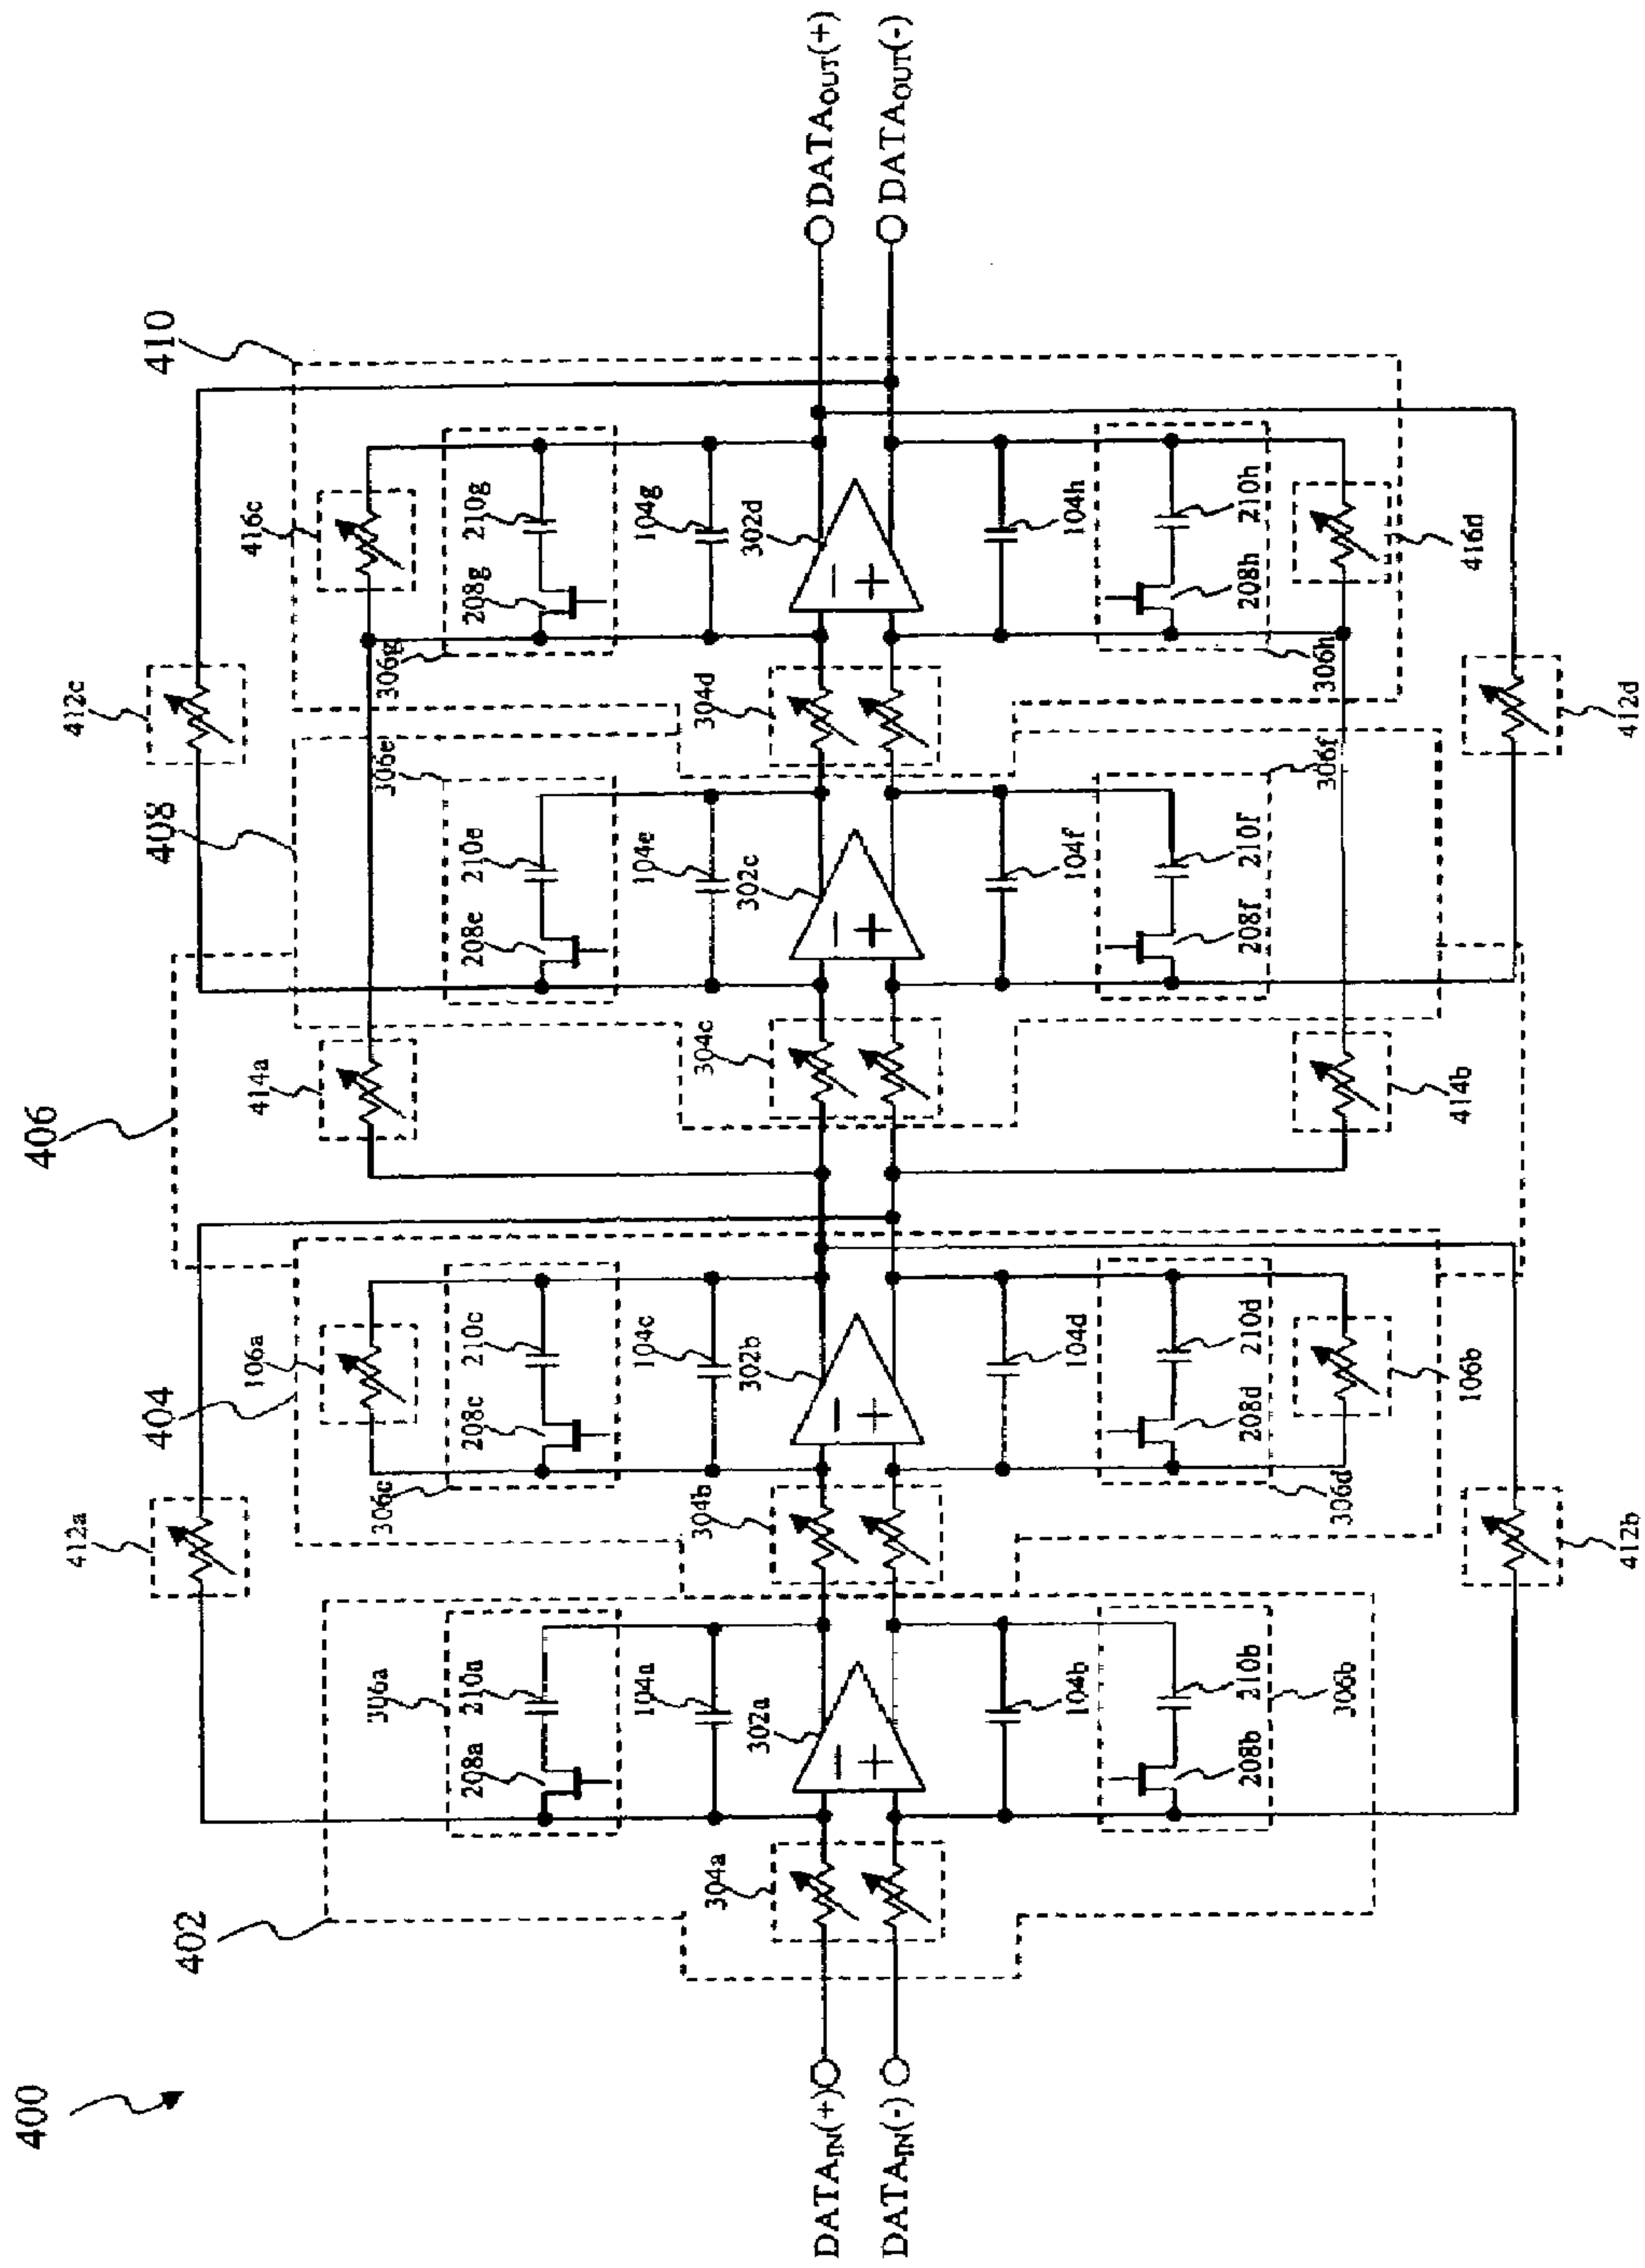 400
402
404
406
408
410
412a
412c
414a
106a
416c
306a
208a
210a
306c
208c
210c
306e
208e
210e
306g
208g
210g
104a
104c
104e
104g
302a
302b
302c
302d
304a
304b
304c
304d
DATAIN(+)
DATAIN(-)
DATAOUT(+)
DATAOUT(-)
−
+
−
+
−
+
−
+
104b
104d
104f
104h
208b
210b
306b
208d
210d
306d
208f
210f
306f
208h
210h
306h
106b
414b
416d
412b
412d